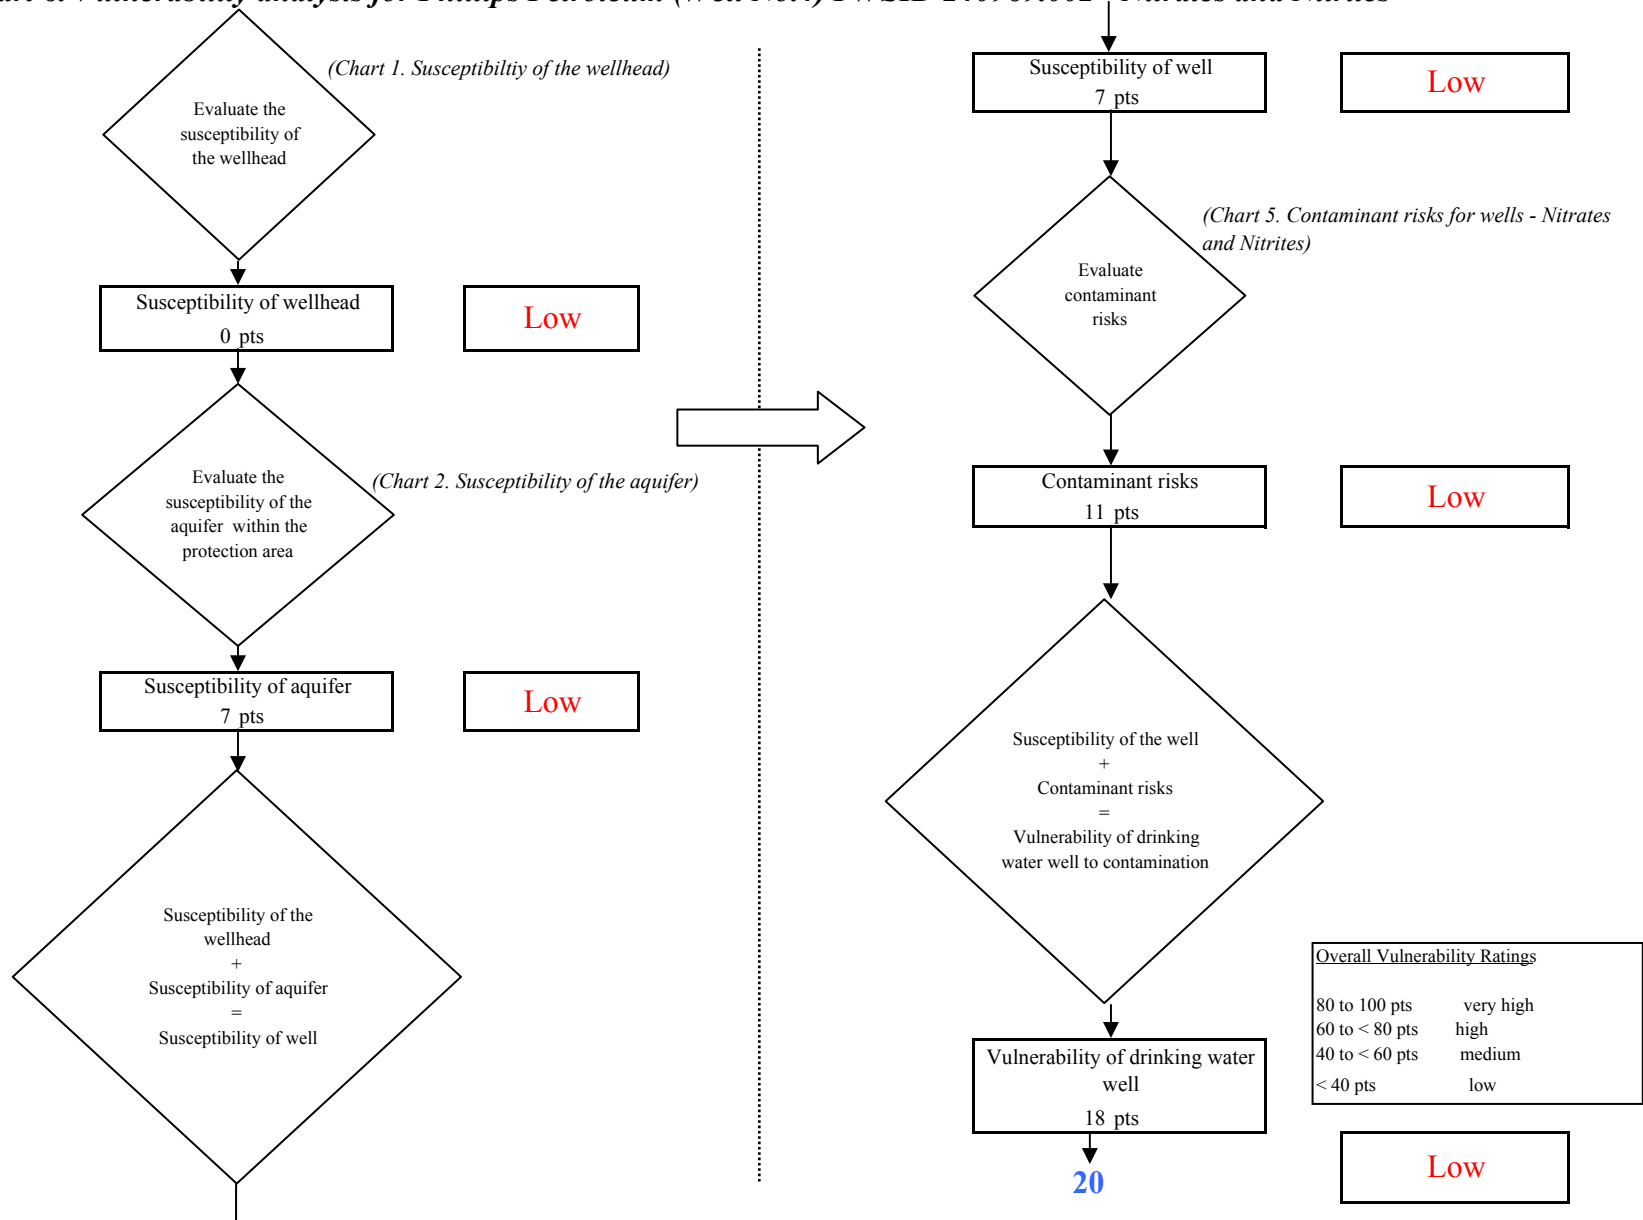 (Chart 1. Susceptibiltiy of the wellhead)
Evaluate the
susceptibility of
the wellhead
Susceptibility of wellhead
0 pts
Low
Evaluate the
susceptibility of the
aquifer within the
protection area
(Chart 2. Susceptibility of the aquifer)
Susceptibility of aquifer
7 pts
Low
Susceptibility of the
wellhead
+
Susceptibility of aquifer
=
Susceptibility of well
Susceptibility of well
7 pts
Low
(Chart 5. Contaminant risks for wells - Nitrates
and Nitrites)
Evaluate
contaminant
risks
Contaminant risks
11 pts
Low
Susceptibility of the well
+
Contaminant risks
=
Vulnerability of drinking
water well to contamination
Overall Vulnerability Ratings
80 to 100 pts very high
60 to < 80 pts high
40 to < 60 pts medium
< 40 pts low
Vulnerability of drinking water
well
18 pts
Low
20